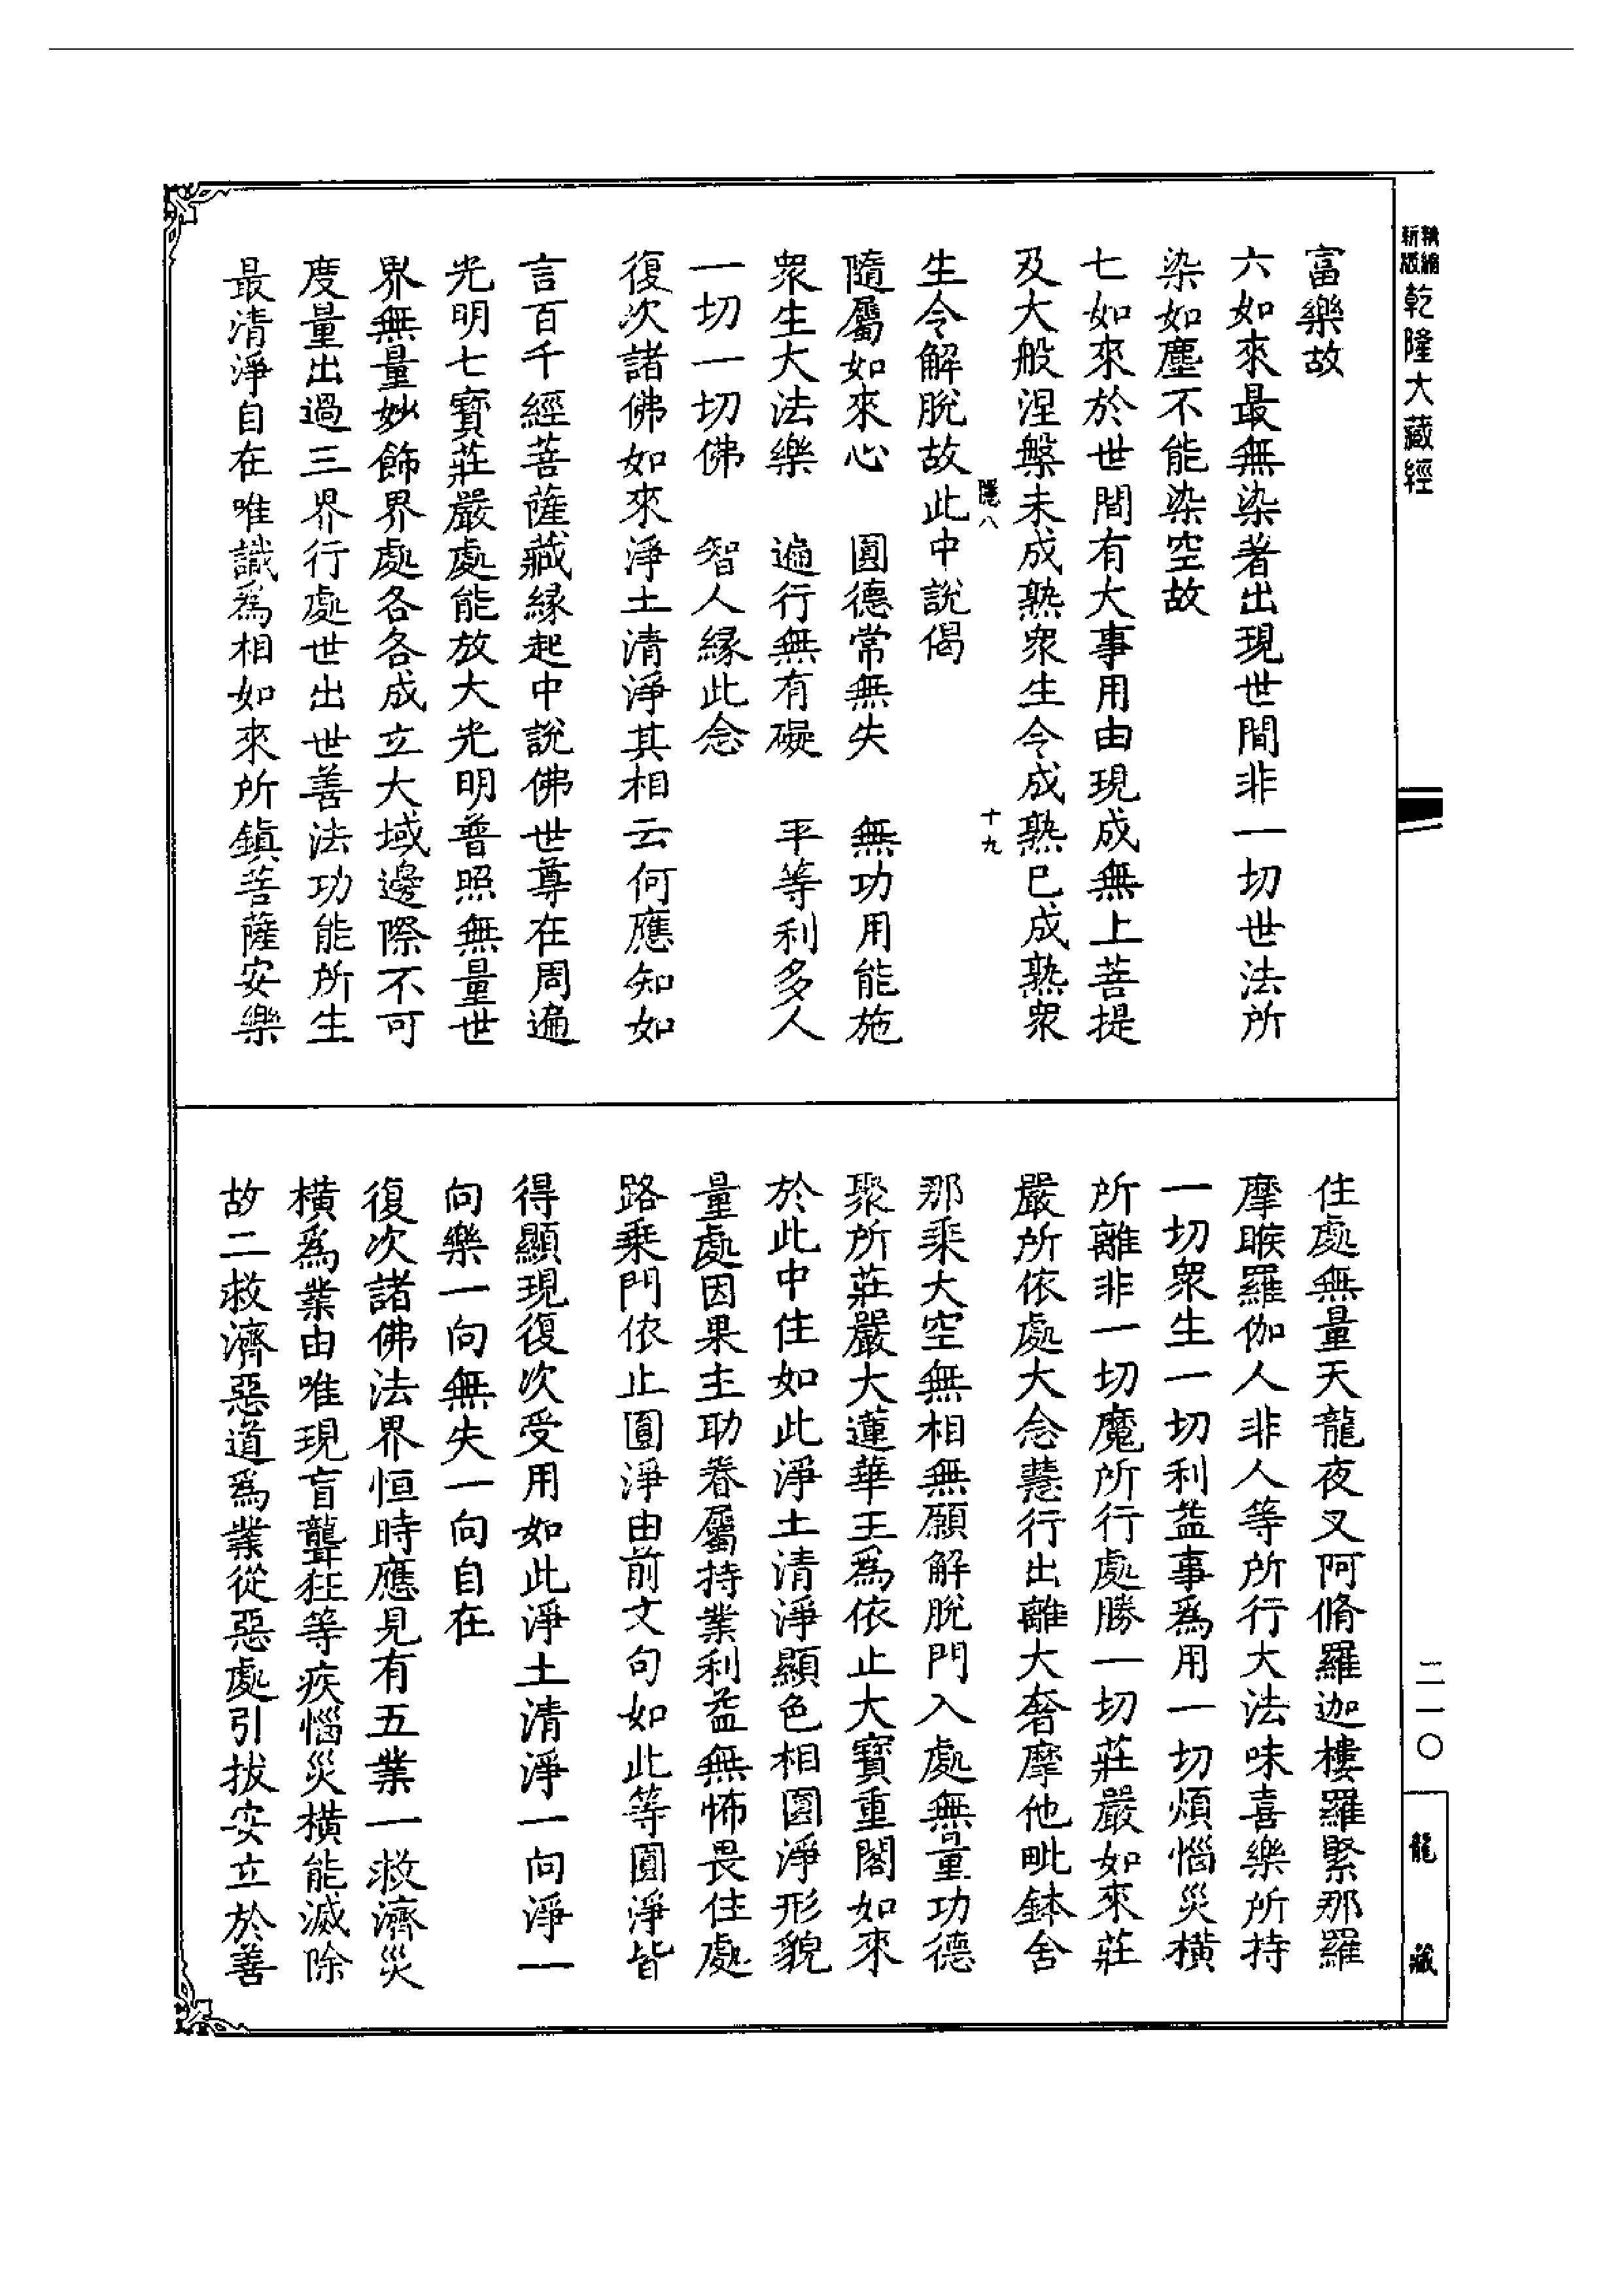 精縮
新版
乾隆大藏經
富樂故
六如來最無染著出現世間非一切世法所
染如塵不能染空故
七如來於世間有大事用由現成無上菩提
及大般涅槃未成熟衆生令成熟巳成熟衆
隱八
十九
生令解脫故此中說偈
隨屬如來心　圓德常無失　無功用能施
衆生大法樂　遍行無有礙　平等利多人
一切一切佛　智人緣此念
復次諸佛如來淨土清淨其相云何應知如
言百千經菩薩藏緣起中說佛世尊在周遍
光明七寶莊嚴處能放大光明普照無量世
界無量妙飾界處各各成立大域邊際不可
度量出過三界行處世出世善法功能所生
最清淨自在唯識為相如來所鎮菩薩安樂
住處無量天龍夜叉阿脩羅迦樓羅緊那羅
摩睺羅伽人非人等所行大法味喜樂所持
一切衆生一切利益事為用一切煩惱災橫
所離非一切魔所行處勝一切莊嚴如來莊
嚴所依處大念慧行出離大奢摩他毗鉢舍
那乘大空無相無願解脫門入處無量功德
聚所莊嚴大蓮華王為依止大寶重閣如來
於此中住如此淨土清淨顯色相圓淨形貌
量處因果主助眷屬持業利益無怖畏住處
路乘門依止圓淨由前文句如此等圓淨皆
得顯現復次受用如此淨土清淨一向淨一
向樂一向無失一向自在
復次諸佛法界恒時應見有五業一救濟災
橫為業由唯現盲聾狂等疾惱災橫能滅除
故二救濟惡道為業從惡處引拔安立於善
二一〇
龍藏